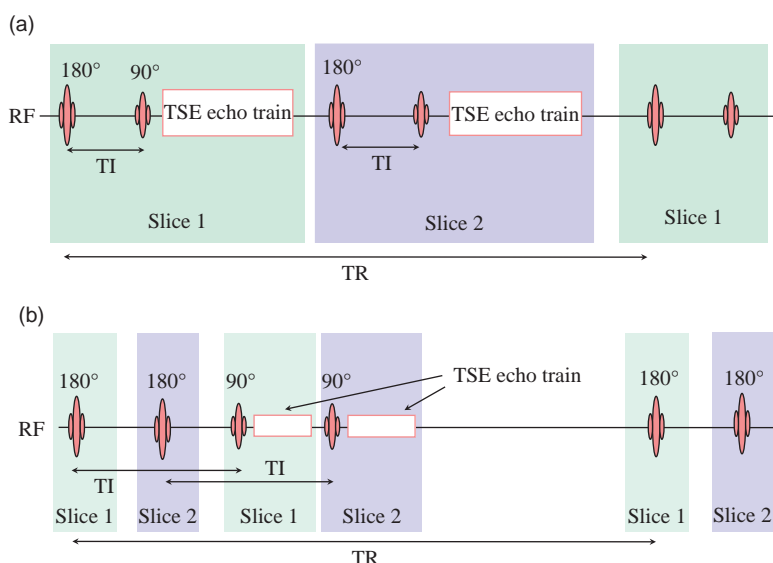 (a)
180° 90° 180°
RF TSE echo train TSE echo train
TI TI
Slice 1 Slice 2 Slice 1
TR
(b)
180° 180° 90° 90° TSE echo train 180° 180°
RF
TI TI
Slice 1 Slice 2 Slice 1 Slice 2 Slice 1 Slice 2
TR